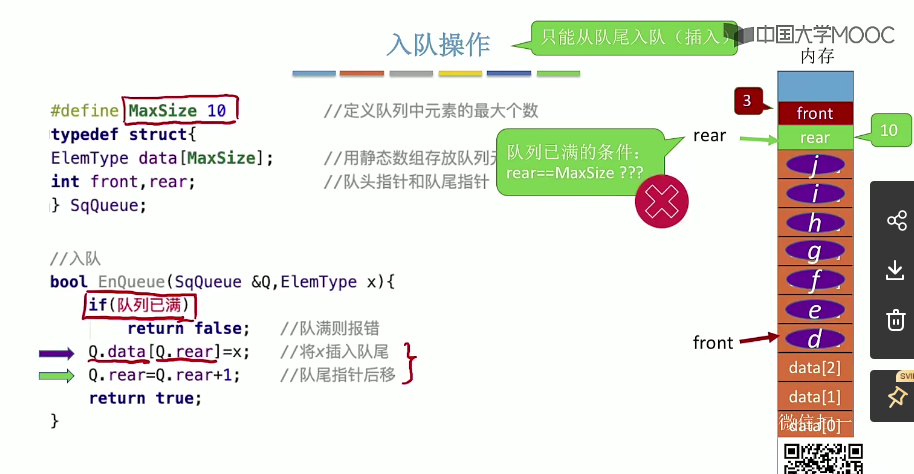 入队操作
只能从队尾入队（插入）
中国大学MOOC
内存
#define MaxSize 10 //定义队列中元素的最大个数
typedef struct{
ElemType data[MaxSize]; //用静态数组存放队列元
int front,rear; //队头指针和队尾指针
} SqQueue;
队列已满的条件：
rear==MaxSize ???
//入队
bool EnQueue(SqQueue &Q,ElemType x){
if(队列已满)
return false; //队满则报错
Q.data[Q.rear]=x; //将x插入队尾
Q.rear=Q.rear+1; //队尾指针后移
return true;
}
3
front
rear
rear
10
j
i
h
g
f
e
front
d
data[2]
data[1]
data[0]
微信扫一
SVI